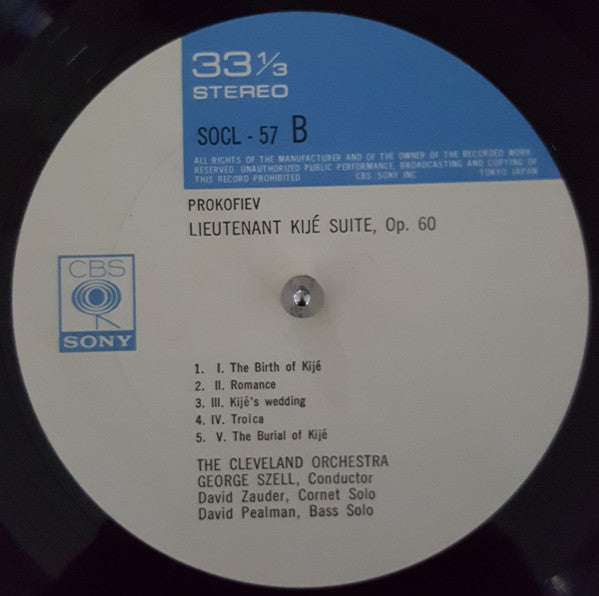 33 1/3
STEREO
SOCL - 57 B
ALL RIGHTS OF THE MANUFACTURER AND OF THE OWNER OF THE RECORDED WORK
RESERVED. UNAUTHORIZED PUBLIC PERFORMANCE, BROADCASTING AND COPYING OF
THIS RECORD PROHIBITED CBS SONY INC TOKYO JAPAN
PROKOFIEV
LIEUTENANT KIJÉ SUITE, Op. 60
CBS
SONY
1. I. The Birth of Kijé
2. II. Romance
3. III. Kijé's wedding
4. IV. Troica
5. V. The Burial of Kijé
THE CLEVELAND ORCHESTRA
GEORGE SZELL, Conductor
David Zauder, Cornet Solo
David Pealman, Bass Solo